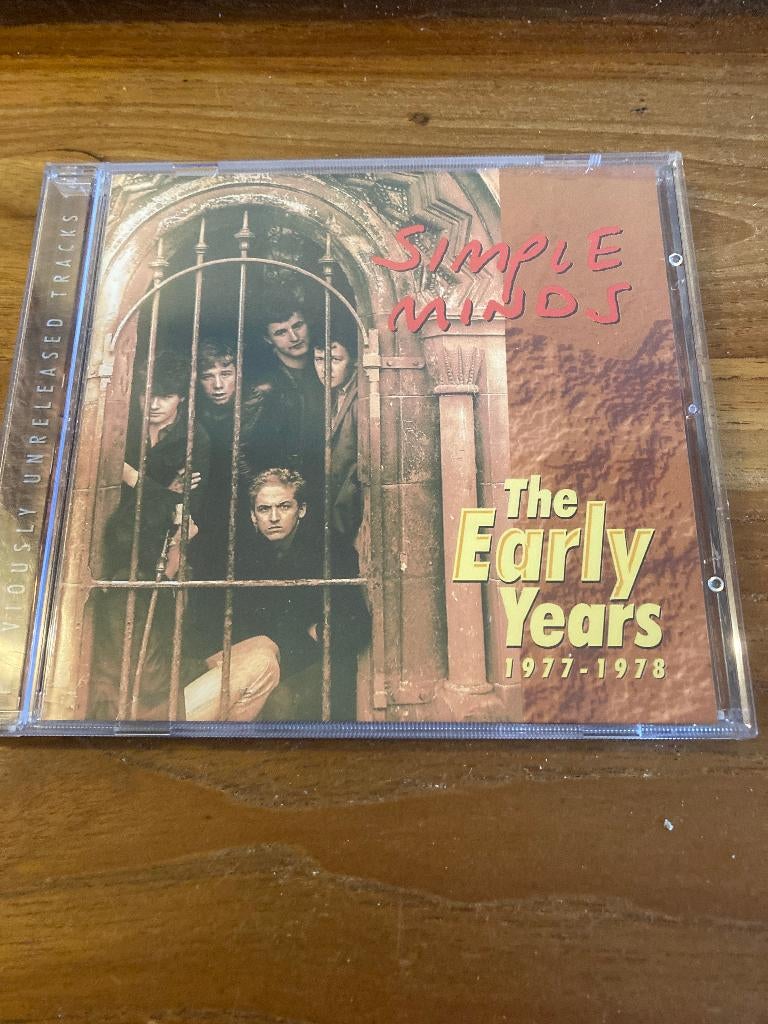 VIOUSLY UNRELEASED TRACKS
SIMPLE
MINDS
The
Early
Years
1977-1978